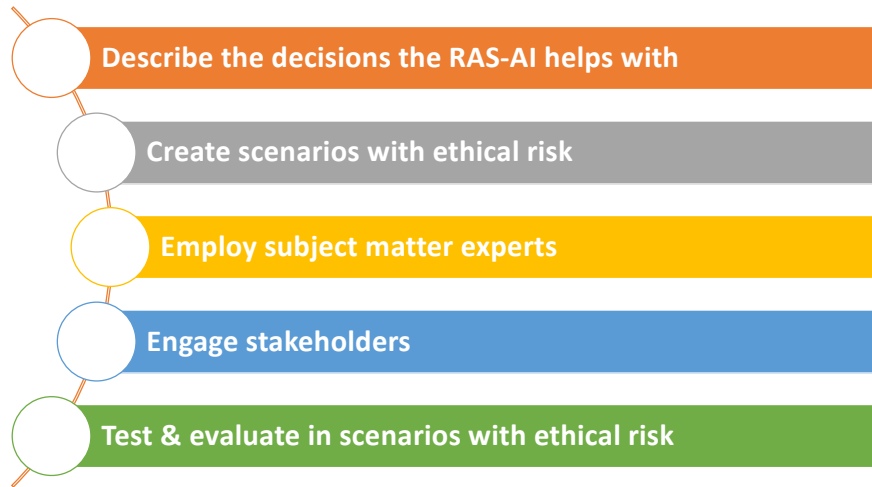 Describe the decisions the RAS-AI helps with
Create scenarios with ethical risk
Employ subject matter experts
Engage stakeholders
Test & evaluate in scenarios with ethical risk